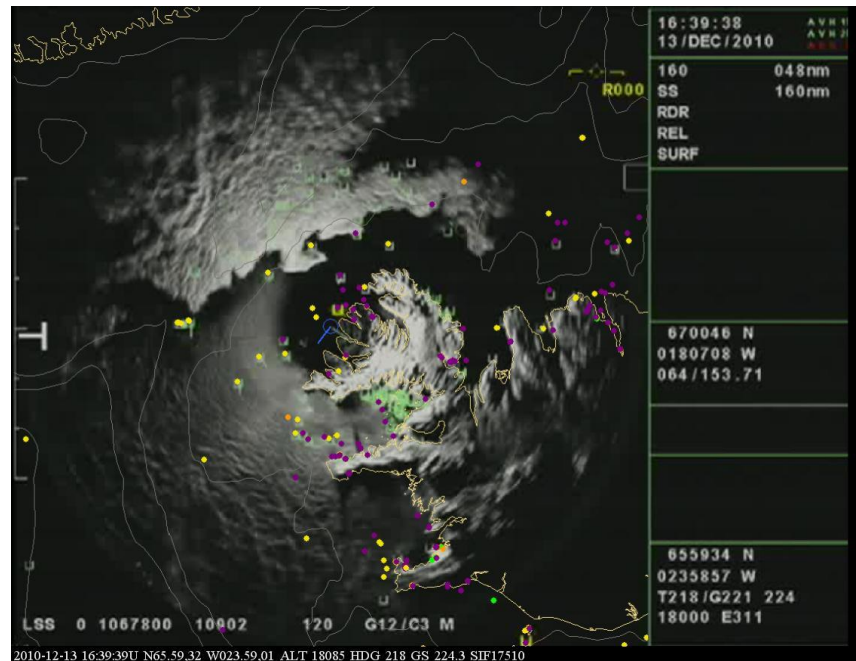 16:39:38
13/DEC/2010
160 048nm
SS 160nm
RDR
REL
SURF
R000
670046 N
0180708 W
064/153.71
655934 N
0235857 W
T218/G221 224
18000 E311
LSS 0 1067800 10902 120 G12./C3 M
2010-12-13 16:39:39U N65.59.32 W023.59.01 ALT 18085 HDG 218 GS 224.3 SIF17510